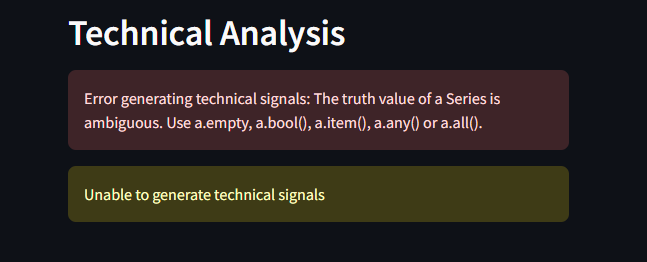 Technical Analysis
Error generating technical signals: The truth value of a Series is
ambiguous. Use a.empty, a.bool(), a.item(), a.any() or a.all().
Unable to generate technical signals